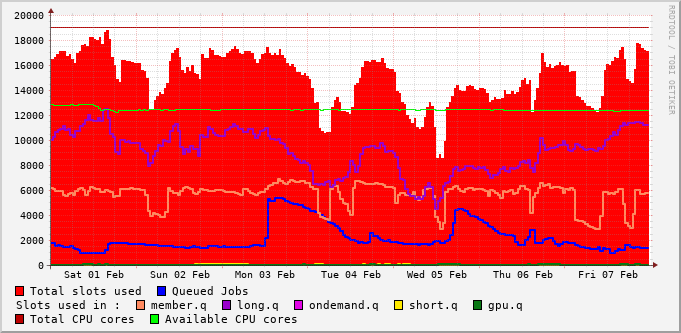 20000
18000
16000
14000
12000
10000
8000
6000
4000
2000
0
Sat 01 Feb Sun 02 Feb Mon 03 Feb Tue 04 Feb Wed 05 Feb Thu 06 Feb Fri 07 Feb
Total slots used Queued Jobs
Slots used in : member.q long.q ondemand.q short.q gpu.q
Total CPU cores Available CPU cores
RRDTOOL / TOBI OETIKER